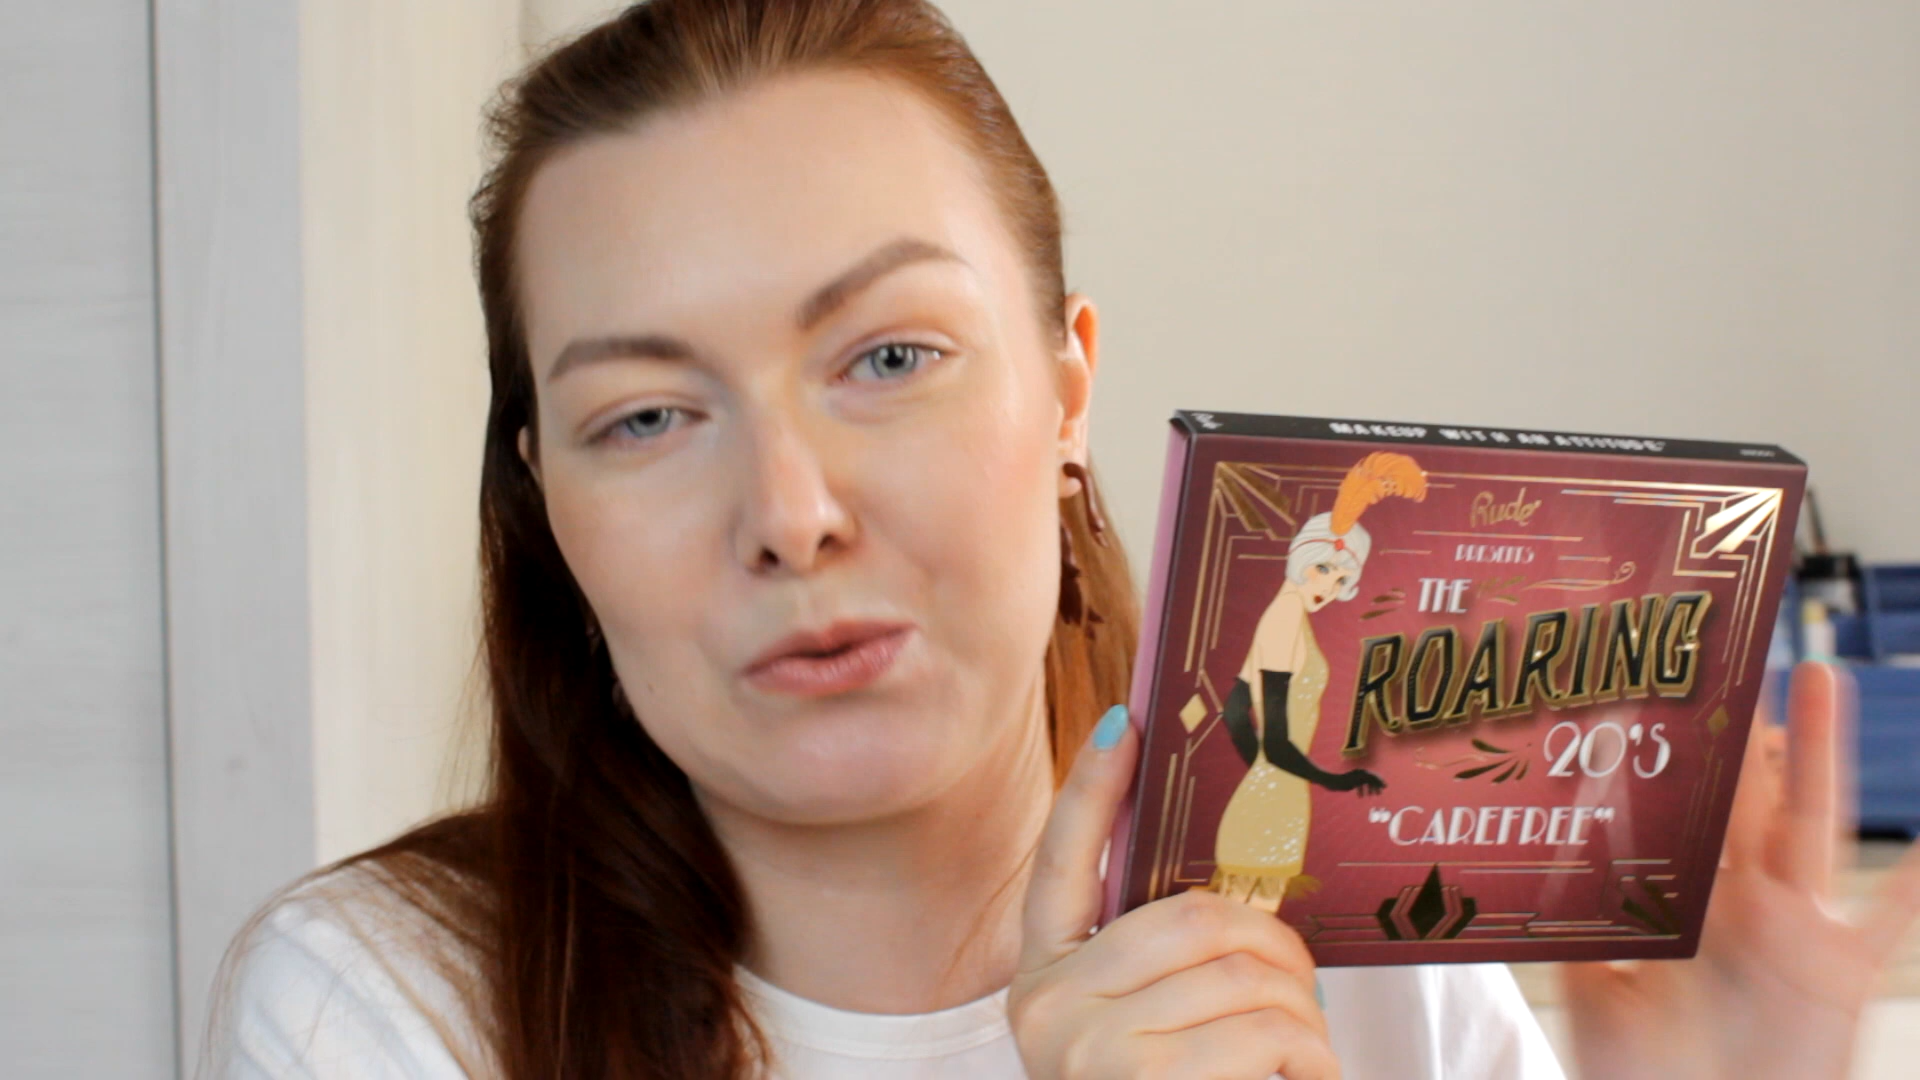 MAKEUP WITH AN ATTITUDE
Rude
PRESENTS
THE
ROARING
20'S
"CAREFREE"